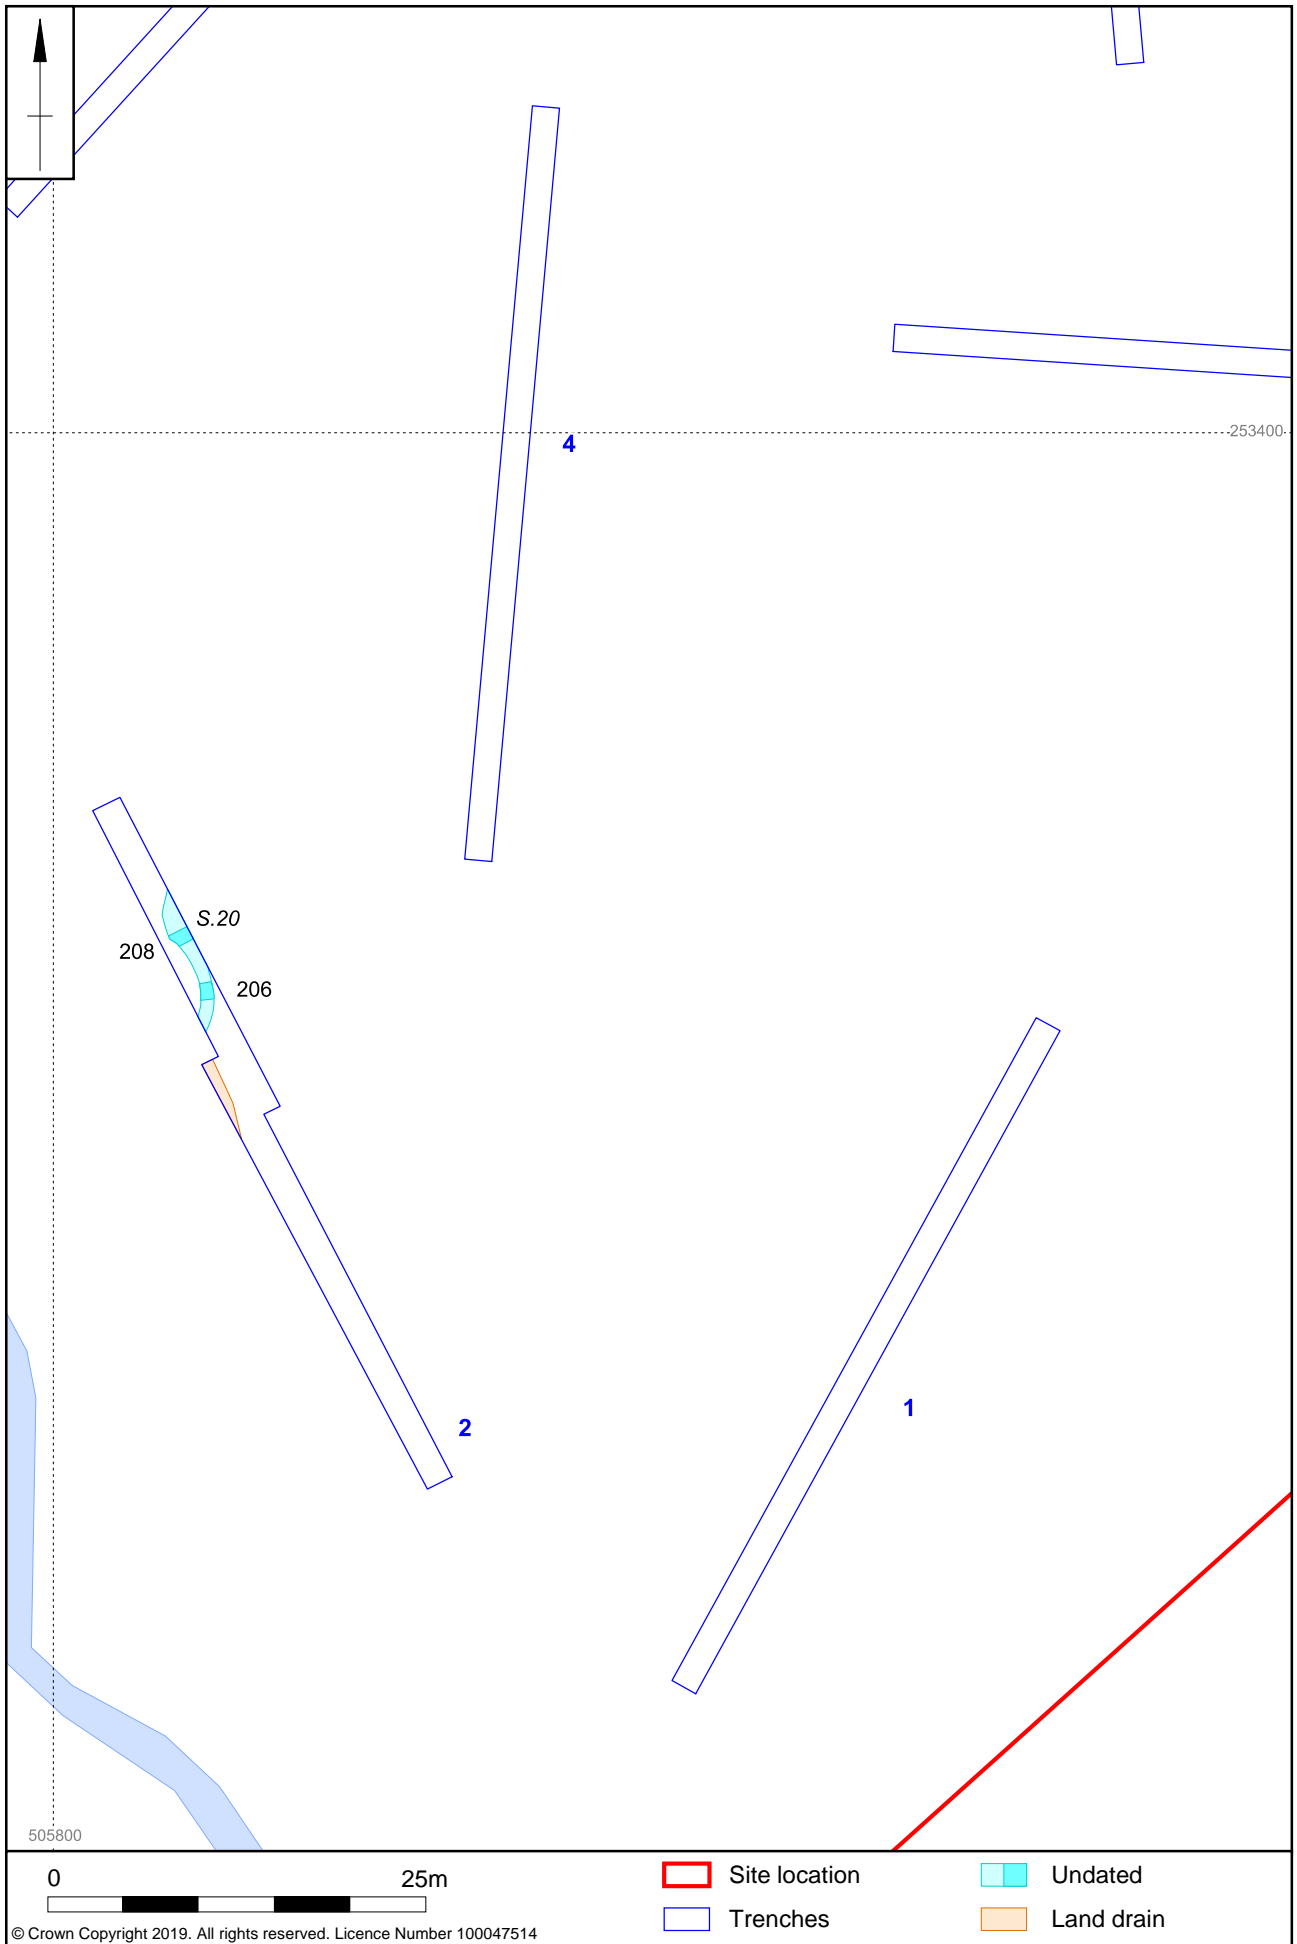 4
253400
S.20
208
206
2
1
505800
0 25m
Site location
Undated
Trenches
Land drain
© Crown Copyright 2019. All rights reserved. Licence Number 100047514